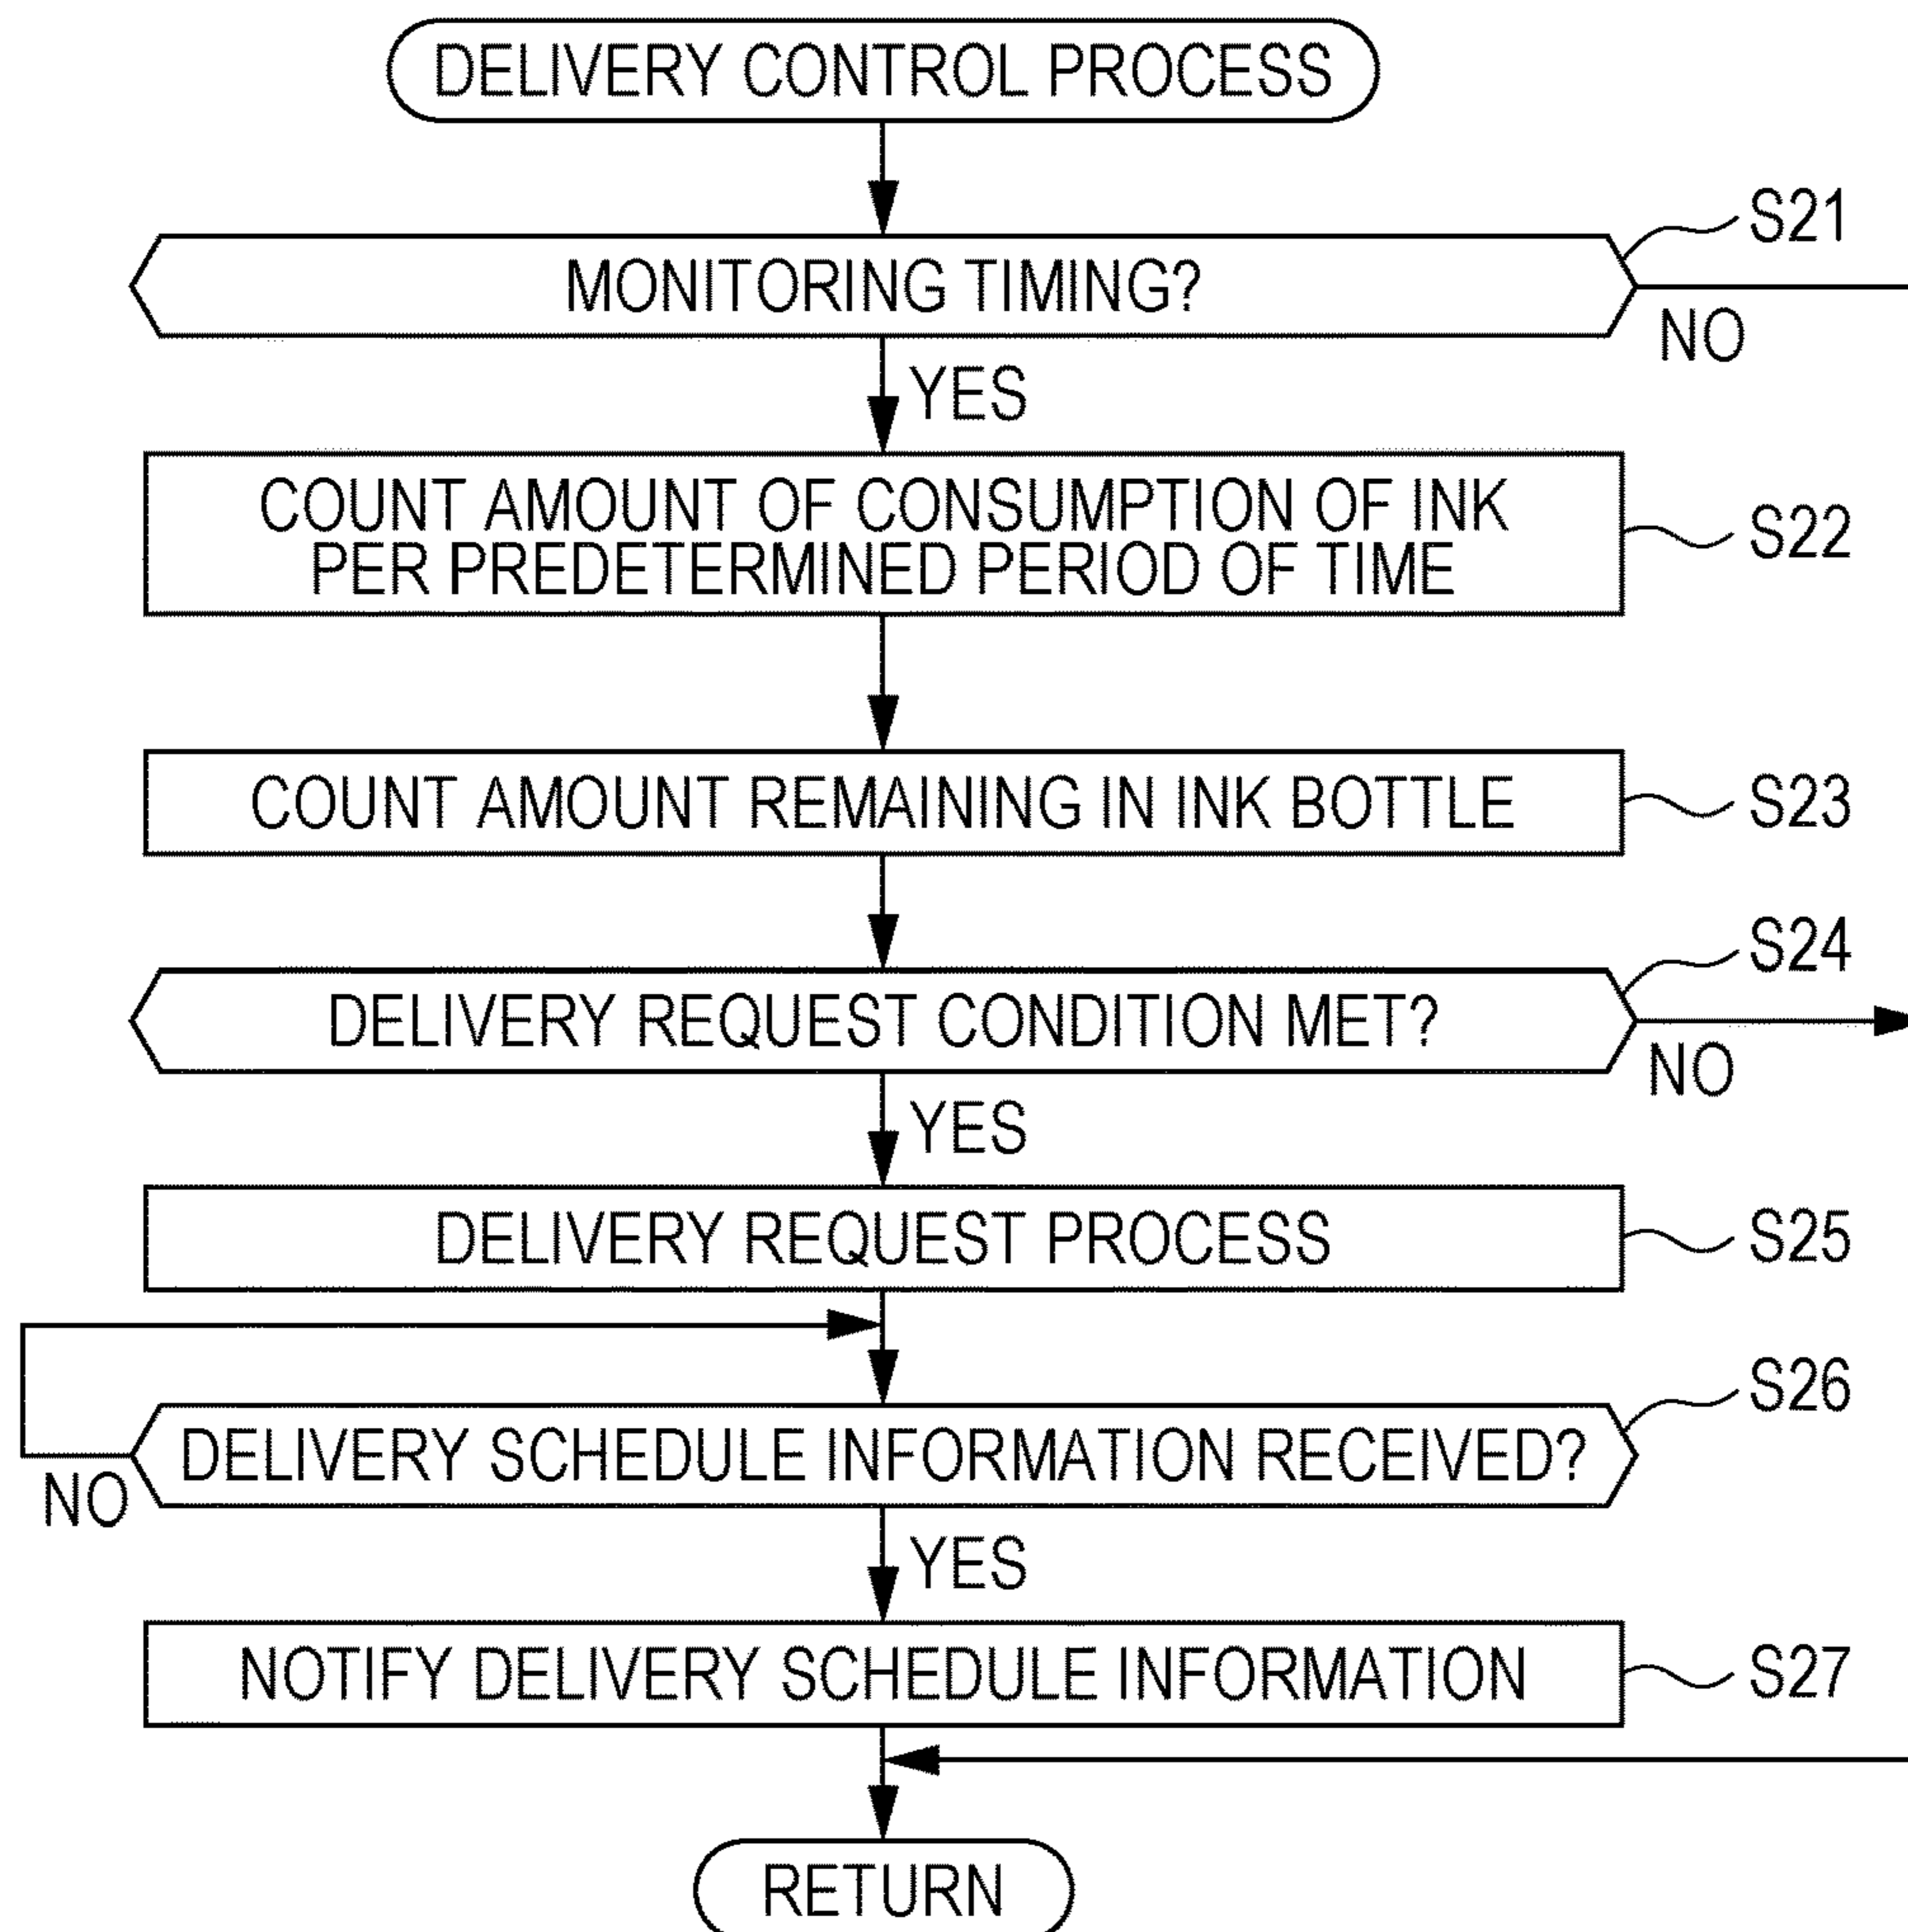 DELIVERY CONTROL PROCESS
S21
MONITORING TIMING?
NO
YES
COUNT AMOUNT OF CONSUMPTION OF INK
PER PREDETERMINED PERIOD OF TIME
S22
COUNT AMOUNT REMAINING IN INK BOTTLE
S23
S24
DELIVERY REQUEST CONDITION MET?
NO
YES
DELIVERY REQUEST PROCESS
S25
S26
DELIVERY SCHEDULE INFORMATION RECEIVED?
NO
YES
NOTIFY DELIVERY SCHEDULE INFORMATION
S27
RETURN